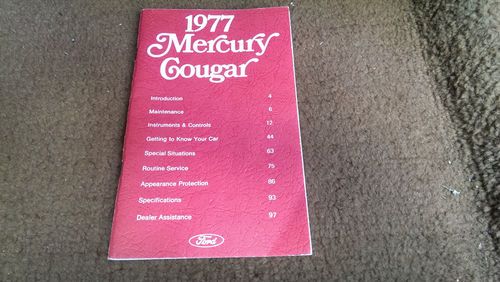 1977
Mercury
Cougar
Introduction 4
Maintenance 6
Instruments & Controls 12
Getting to Know Your Car 44
Special Situations 63
Routine Service 75
Appearance Protection 86
Specifications 93
Dealer Assistance 97
Ford